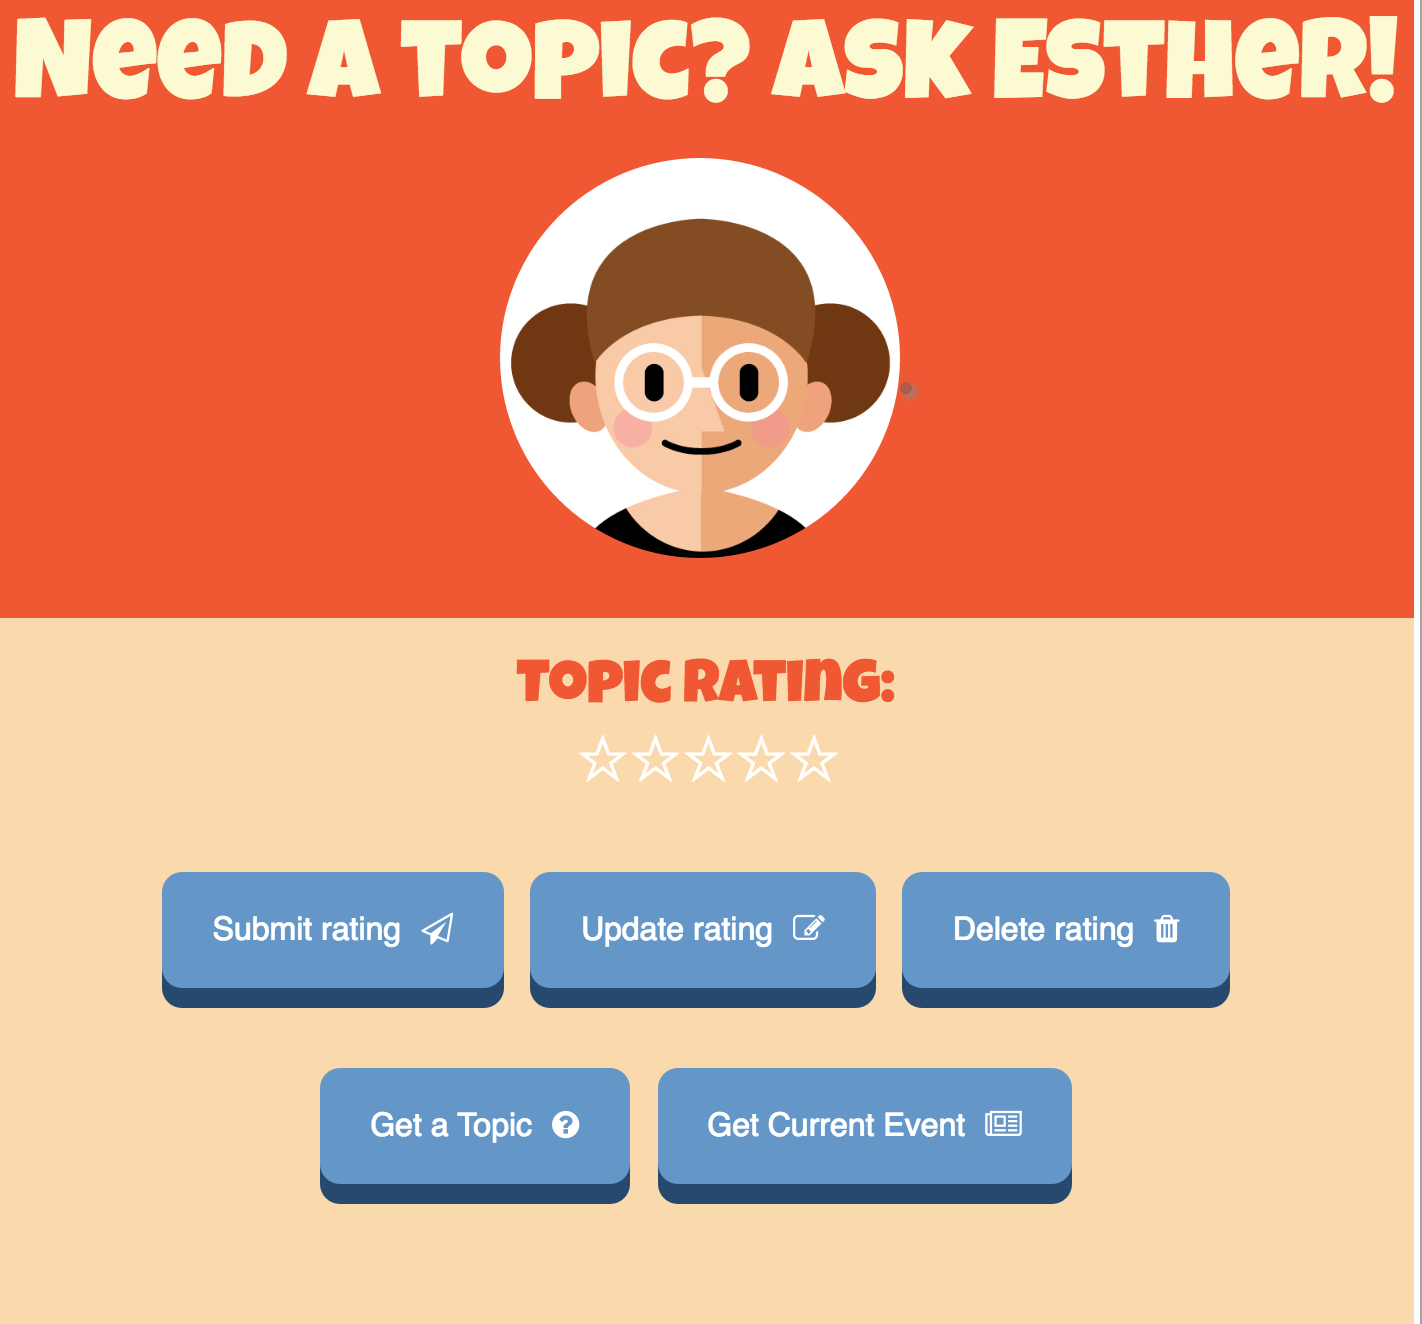 NeeD A TOPIC? ASK ESTHeR!
TOPIC RATInG:
Submit rating
Update rating
Delete rating
Get a Topic
Get Current Event